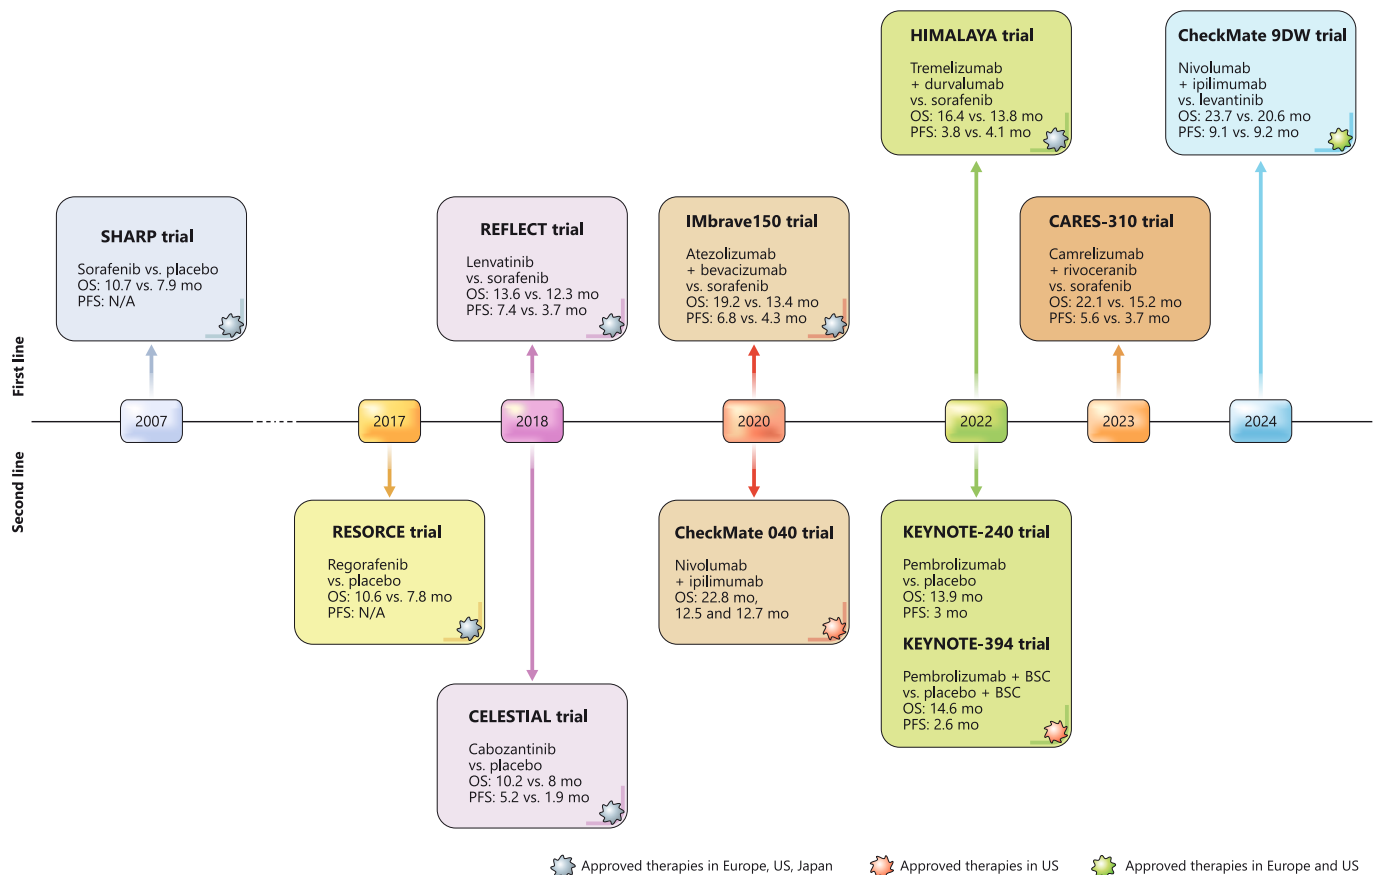 HIMALAYA trial
Tremelizumab
+ durvalumab
vs. sorafenib
OS: 16.4 vs. 13.8 mo
PFS: 3.8 vs. 4.1 mo
CheckMate 9DW trial
Nivolumab
+ ipilimumab
vs. levantinib
OS: 23.7 vs. 20.6 mo
PFS: 9.1 vs. 9.2 mo
SHARP trial
Sorafenib vs. placebo
OS: 10.7 vs. 7.9 mo
PFS: N/A
REFLECT trial
Lenvatinib
vs. sorafenib
OS: 13.6 vs. 12.3 mo
PFS: 7.4 vs. 3.7 mo
IMbrave150 trial
Atezolizumab
+ bevacizumab
vs. sorafenib
OS: 19.2 vs. 13.4 mo
PFS: 6.8 vs. 4.3 mo
CARES-310 trial
Camrelizumab
+ rivoceranib
vs. sorafenib
OS: 22.1 vs. 15.2 mo
PFS: 5.6 vs. 3.7 mo
First line
2007
2017
2018
2020
2022
2023
2024
Second line
RESORCE trial
Regorafenib
vs. placebo
OS: 10.6 vs. 7.8 mo
PFS: N/A
CheckMate 040 trial
Nivolumab
+ ipilimumab
OS: 22.8 mo,
12.5 and 12.7 mo
KEYNOTE-240 trial
Pembrolizumab
vs. placebo
OS: 13.9 mo
PFS: 3 mo
KEYNOTE-394 trial
Pembrolizumab + BSC
vs. placebo + BSC
OS: 14.6 mo
PFS: 2.6 mo
CELESTIAL trial
Cabozantinib
vs. placebo
OS: 10.2 vs. 8 mo
PFS: 5.2 vs. 1.9 mo
Approved therapies in Europe, US, Japan
Approved therapies in US
Approved therapies in Europe and US